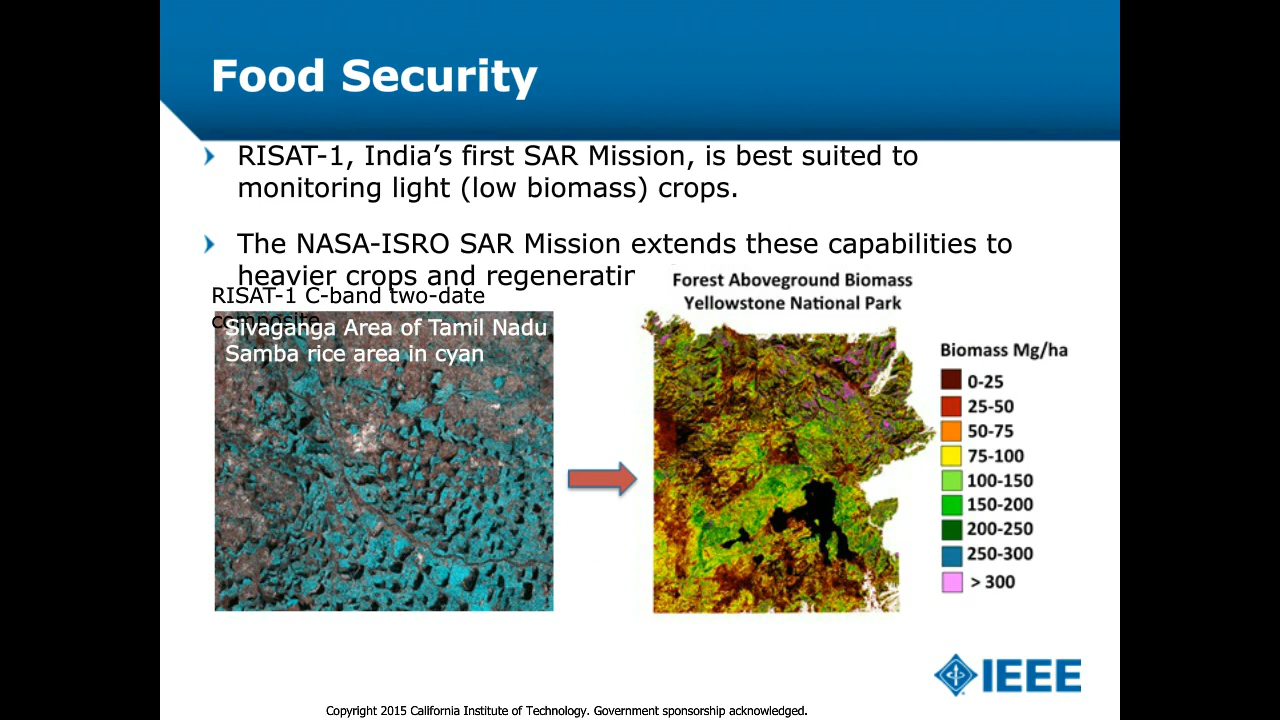 Food Security
RISAT-1, India’s first SAR Mission, is best suited to
monitoring light (low biomass) crops.
The NASA-ISRO SAR Mission extends these capabilities to
heavier crops and
RISAT-1 C-band two-date
composite
Sivaganga Area of Tamil Nadu
Samba rice area in cyan
Forest Aboveground Biomass
Yellowstone National Park
Biomass Mg/ha
0-25
25-50
50-75
75-100
100-150
150-200
200-250
250-300
> 300
IEEE
Copyright 2015 California Institute of Technology. Government sponsorship acknowledged.